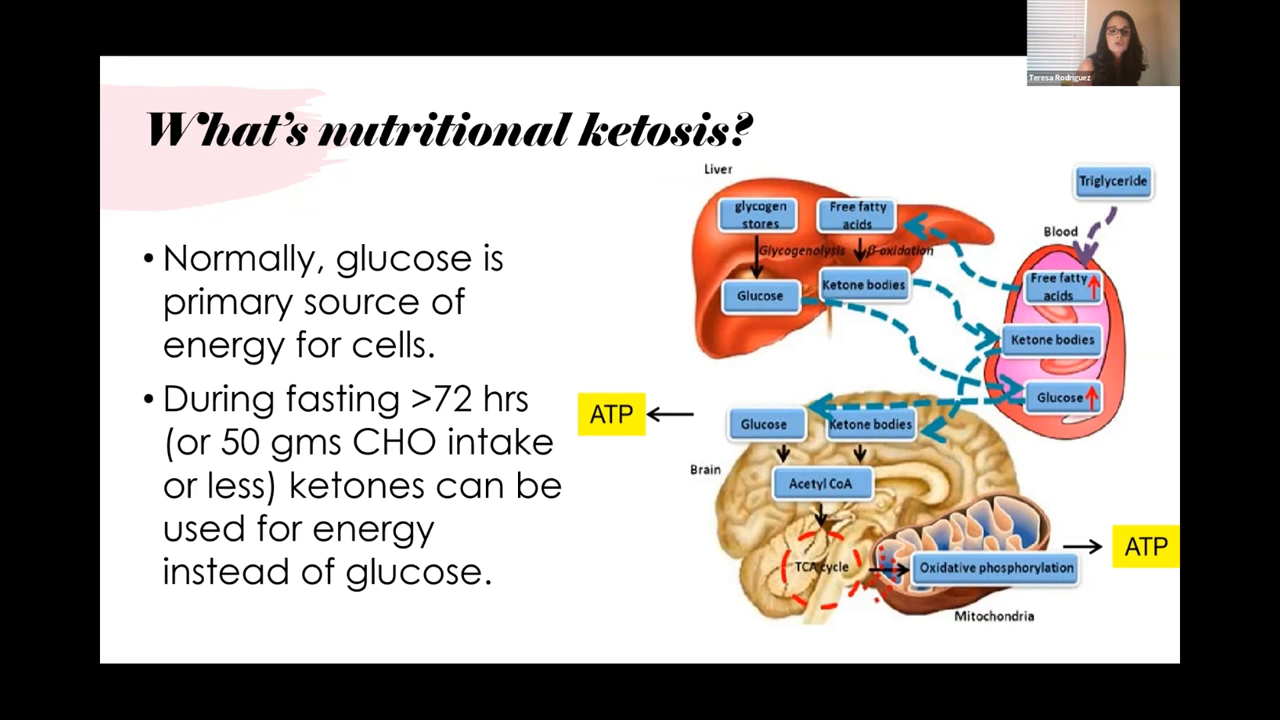 Teresa Rodriguez
What's nutritional ketosis?
• Normally, glucose is
primary source of
energy for cells.
• During fasting >72 hrs
(or 50 gms CHO intake
or less) ketones can be
used for energy
instead of glucose.
Liver
glycogen
stores
Free fatty
acids
Glycogenolysis
β-oxidation
Glucose
Ketone bodies
Triglyceride
Blood
Free fatty
acids
Ketone bodies
Glucose
ATP
Glucose
Ketone bodies
Brain
Acetyl CoA
TCA cycle
Oxidative phosphorylation
ATP
Mitochondria